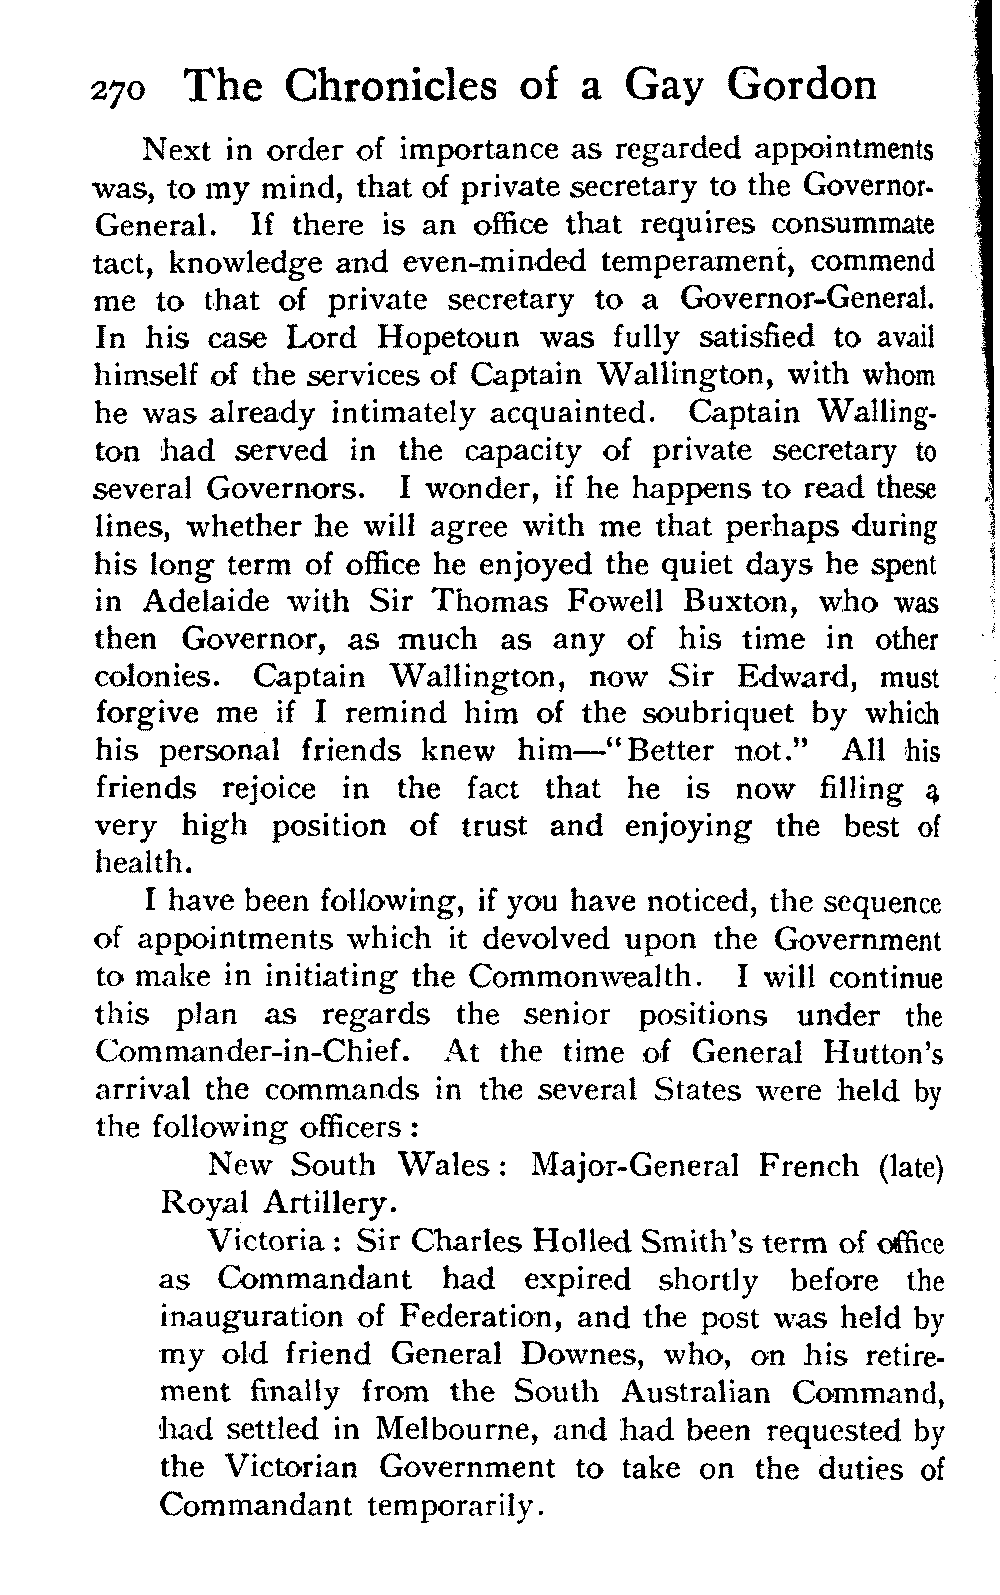 270 The Chronicles of a Gay Gordon
Next in order of importance as regarded appointments
was, to my mind, that of private secretary to the Governor-
General. If there is an office that requires consummate
tact, knowledge and even-minded temperament, commend
me to that of private secretary to a Governor-General.
In his case Lord Hopetoun was fully satisfied to avail
himself of the services of Captain Wallington, with whom
he was already intimately acquainted. Captain Walling-
ton had served in the capacity of private secretary to
several Governors. I wonder, if he happens to read these
lines, whether he will agree with me that perhaps during
his long term of office he enjoyed the quiet days he spent
in Adelaide with Sir Thomas Fowell Buxton, who was
then Governor, as much as any of his time in other
colonies. Captain Wallington, now Sir Edward, must
forgive me if I remind him of the soubriquet by which
his personal friends knew him—“Better not.” All his
friends rejoice in the fact that he is now filling a
very high position of trust and enjoying the best of
health.
I have been following, if you have noticed, the sequence
of appointments which it devolved upon the Government
to make in initiating the Commonwealth. I will continue
this plan as regards the senior positions under the
Commander-in-Chief. At the time of General Hutton's
arrival the commands in the several States were held by
the following officers :
New South Wales : Major-General French (late)
Royal Artillery.
Victoria : Sir Charles Holled Smith's term of office
as Commandant had expired shortly before the
inauguration of Federation, and the post was held by
my old friend General Downes, who, on his retire-
ment finally from the South Australian Command,
had settled in Melbourne, and had been requested by
the Victorian Government to take on the duties of
Commandant temporarily.